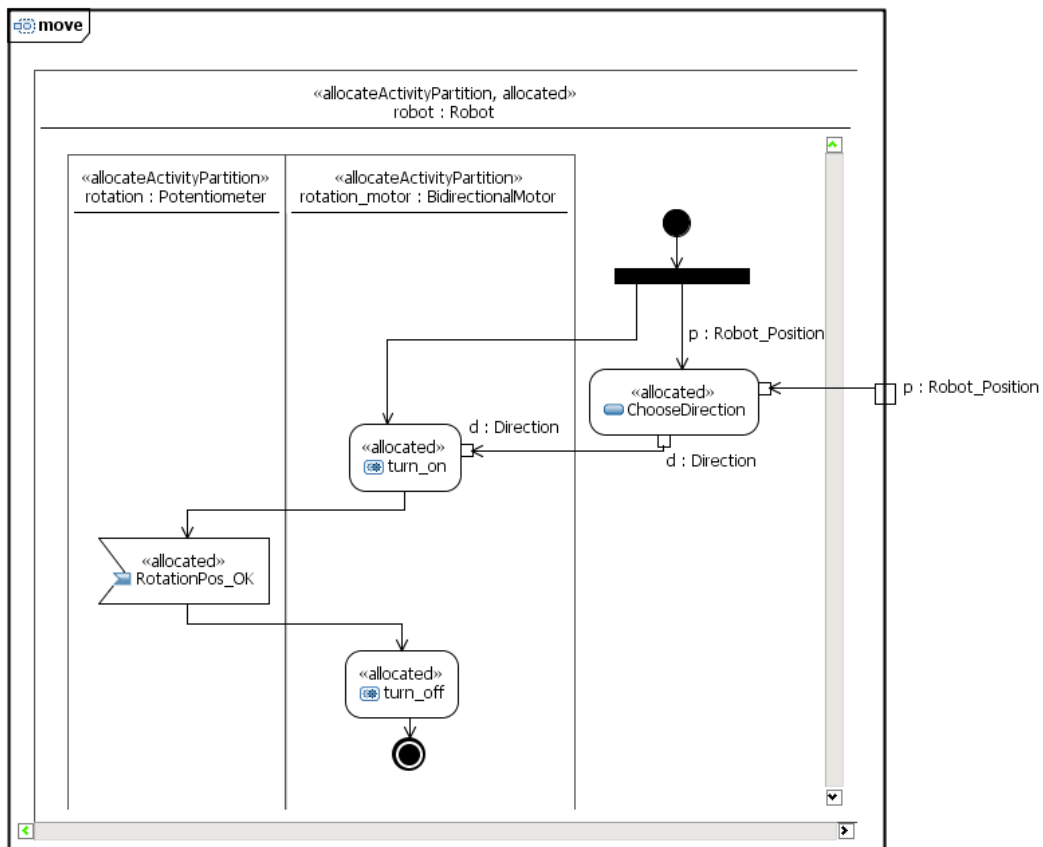 move
«allocateActivityPartition, allocated»
robot : Robot
«allocateActivityPartition»
rotation : Potentiometer
«allocateActivityPartition»
rotation_motor : BidirectionalMotor
p : Robot_Position
«allocated»
ChooseDirection
p : Robot_Position
d : Direction
«allocated»
turn_on
d : Direction
«allocated»
RotationPos_OK
«allocated»
turn_off